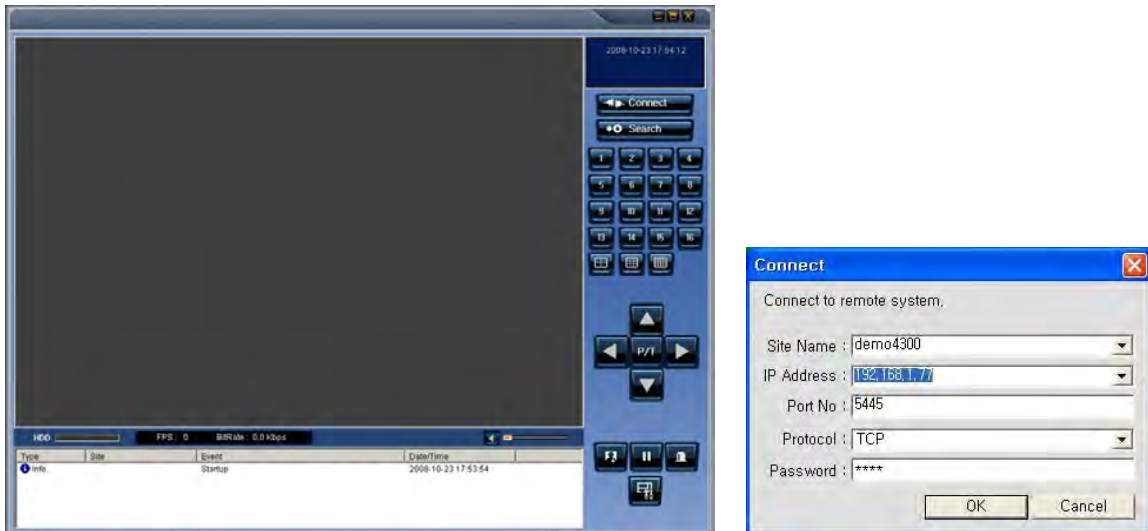 2008-10-23 17:54:12
Connect
Search
1 2 3 4
5 6 7 8
9 10 11 12
13 14 15 16
P/T
HDD FPS : 0 BitRate : 0.0 Kbps
Type Site Event Date/Time
Info Startup 2008-10-23 17:53:54
Connect
Connect to remote system,
Site Name : demo4300
IP Address : 192,168,1,77
Port No : 5445
Protocol : TCP
Password : ****
OK Cancel